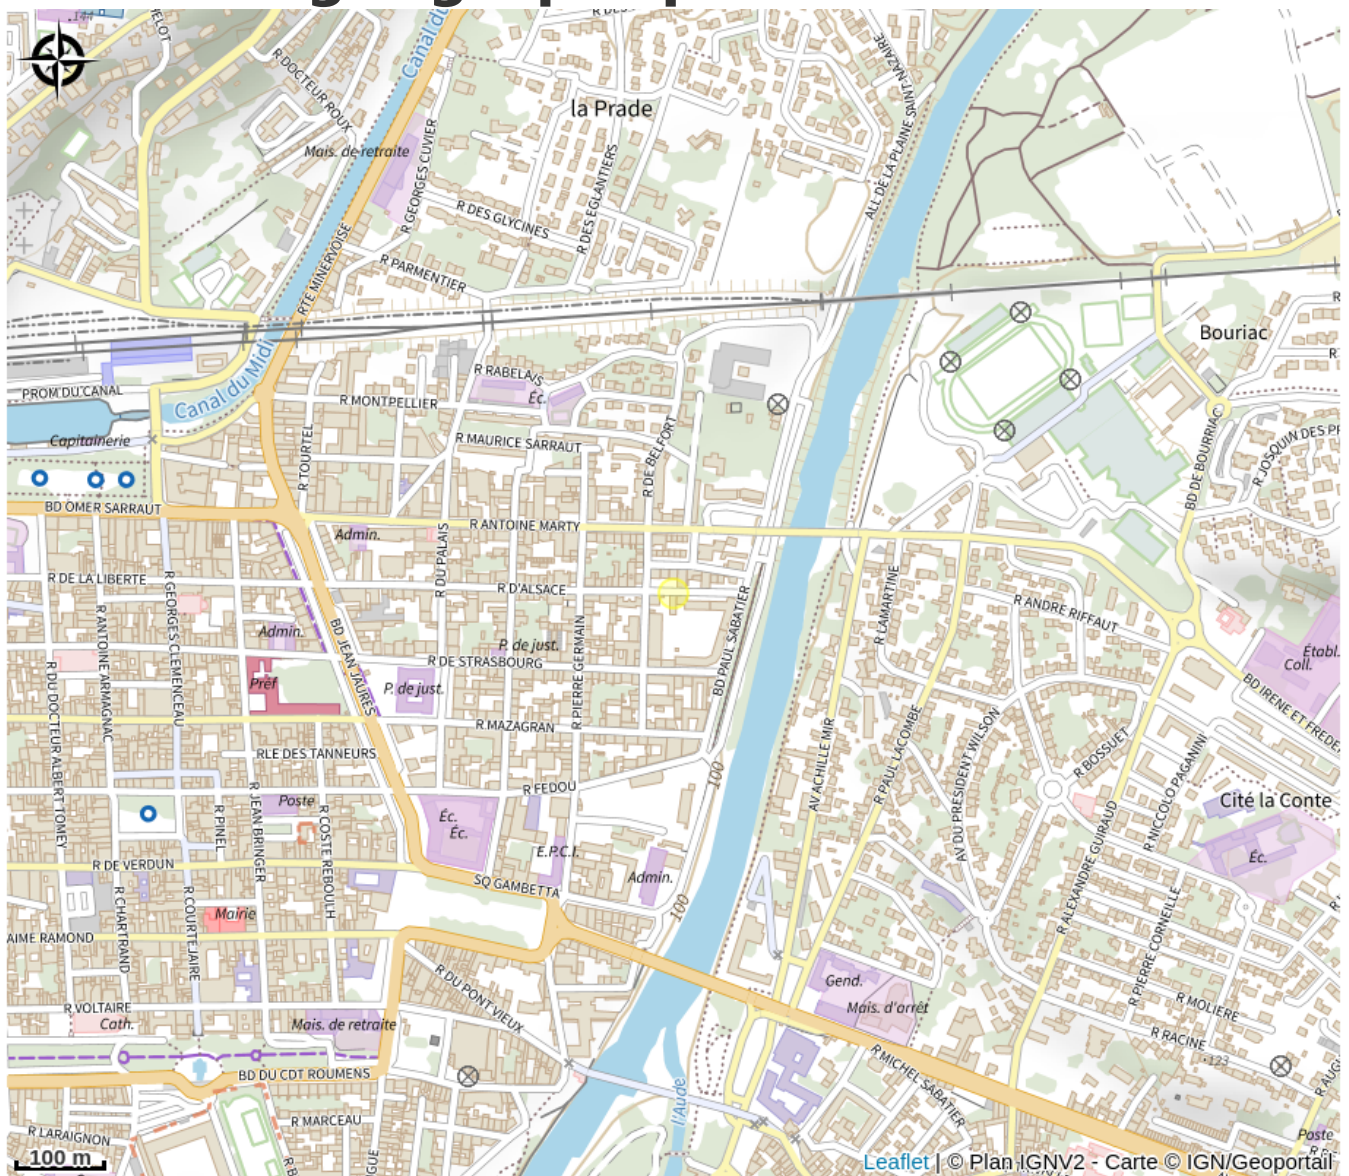 Canal du
R DOCTEUR ROUX
la Prade
ALL DE LA PLAINE SAINT-NAZAIRE
Mais. de retraite
R GEORGES CUVIER
R DES EGLANTIERS
R DES GLYCINES
R PARMENTIER
RTE MINERVOISE
Bouriac
PROM DU CANAL
Canal du Midi
R RABELAIS
Éc.
R MONTPELLIER
Capitainerie
R MAURICE SARRAUT
R TOURTEL
R DE BELFORT
BD DE BOURRIAC
R JOSQUIN DES PR
BD OMER SARRAUT
R ANTOINE MARTY
Admin.
R DU PALAIS
R DE LA LIBERTE
R D'ALSACE
R GEORGES CLEMENCEAU
R ANTOINE ARMAGNAC
BD JEAN JAURES
R LAMARTINE
R ANDRE RIFFAUT
BD PAUL SABATIER
Admin.
P. de just.
R DE STRASBOURG
R PIERRE GERMAIN
Établ.
Coll.
Préf
P. de just.
R DU DOCTEUR ALBERT TOMEY
BD IRENE ET FREDE
R MAZAGRAN
AV ACHILLE MIR
R PAUL LACOMBE
AV DU PRESIDENT WILSON
R BOSSUET
R NICCOLO PAGANINI
RLE DES TANNEURS
100
R FEDOU
Poste
R PINEL
R JEAN BRINGER
R COSTE REBOULH
Cité la Conte
Éc.
Éc.
E.P.C.I.
Éc.
R DE VERDUN
R ALEXANDRE GUIRAUD
Admin.
SQ GAMBETTA
R CHARTRAND
R COURTEJAIRE
Mairie
100
AIME RAMOND
R PIERRE CORNEILLE
R DU PONT VIEUX
Gend.
Mais. d'arrêt
R MOLIERE
R VOLTAIRE
Cath.
Mais. de retraite
R RACINE
123
BD DU CDT ROUMENS
R MICHEL SABATIER
l'Aude
R MARCEAU
R LARAIGNON
Poste
100 m
Leaflet | © Plan IGNV2 - Carte © IGN/Geoportail